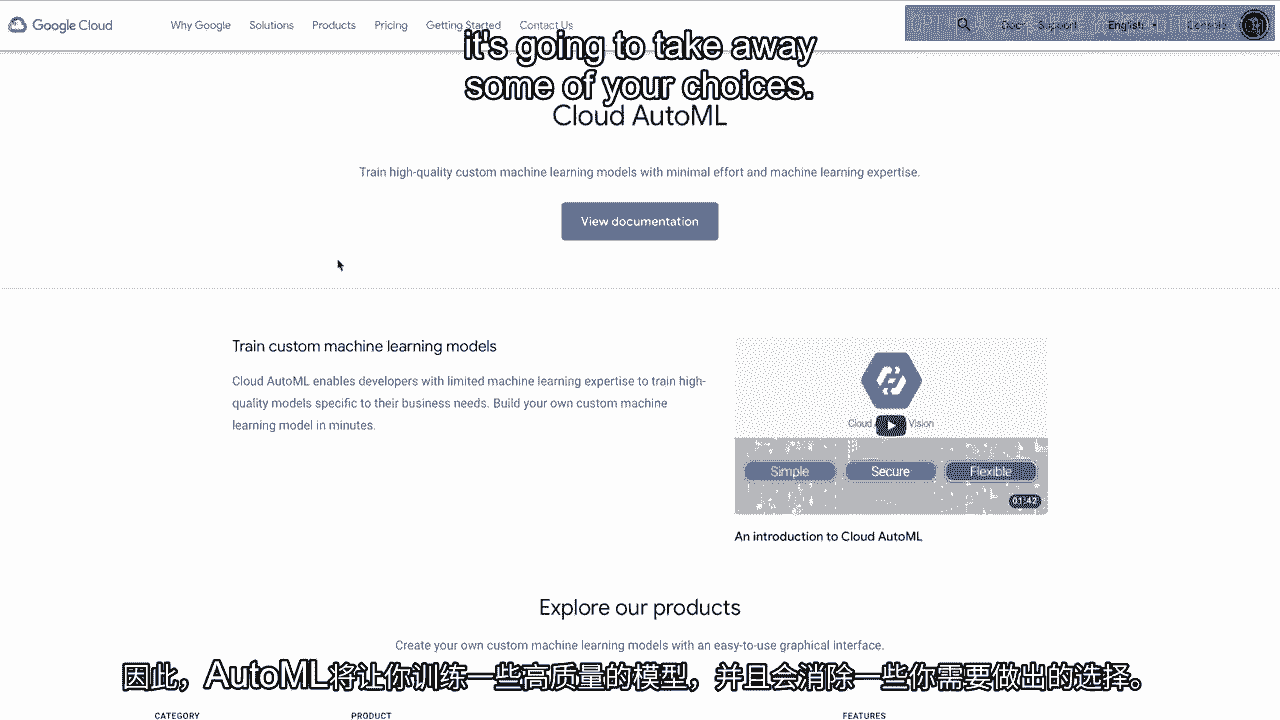 Google Cloud Why Google Solutions Products Pricing Getting Started Contact Us Docs Support English Console
it's going to take away
some of your choices.
Cloud AutoML
Train high-quality custom machine learning models with minimal effort and machine learning expertise.
View documentation
Train custom machine learning models
Cloud AutoML enables developers with limited machine learning expertise to train high-
quality models specific to their business needs. Build your own custom machine
learning model in minutes.
Cloud Vision
Simple Secure Flexible
01:42
An introduction to Cloud AutoML
Explore our products
Create your own custom machine learning models with an easy-to-use graphical interface.
因此，AutoML将让你训练一些高质量的模型，并且会消除一些你需要做出的选择。
CATEGORY PRODUCT FEATURES